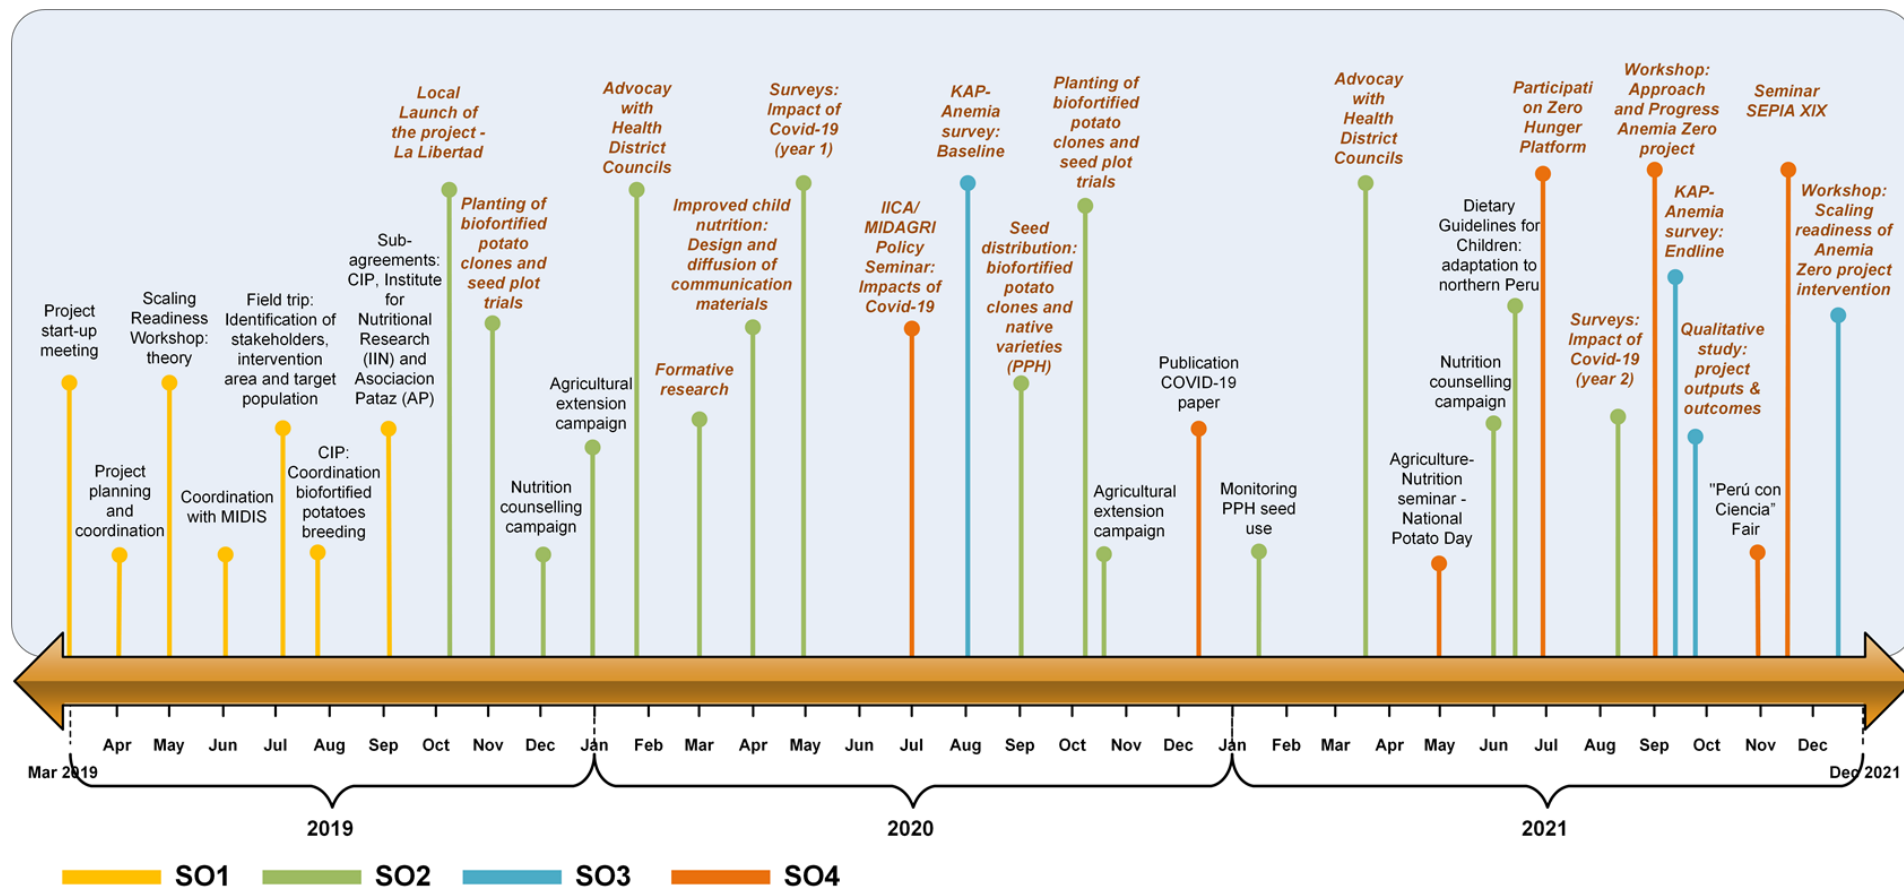 Project
start-up
meeting
Project
planning
and
coordination
Scaling
Readiness
Workshop:
theory
Coordination
with MIDIS
Field trip:
Identification of
stakeholders,
intervention
area and target
population
CIP:
Coordination
biofortified
potatoes
breeding
Sub-
agreements:
CIP, Institute
for
Nutritional
Research
(IIN) and
Asociacion
Pataz (AP)
Local
Launch of
the project -
La Libertad
Planting of
biofortified
potato
clones and
seed plot
trials
Nutrition
counselling
campaign
Agricultural
extension
campaign
Advocay
with
Health
District
Councils
Formative
research
Improved child
nutrition:
Design and
diffusion of
communication
materials
Surveys:
Impact of
Covid-19
(year 1)
IICA/
MIDAGRI
Policy
Seminar:
Impacts of
Covid-19
KAP-
Anemia
survey:
Baseline
Seed
distribution:
biofortified
potato
clones and
native
varieties
(PPH)
Planting of
biofortified
potato
clones and
seed plot
trials
Agricultural
extension
campaign
Publication
COVID-19
paper
Monitoring
PPH seed
use
Advocay
with
Health
District
Councils
Agriculture-
Nutrition
seminar -
National
Potato Day
Nutrition
counselling
campaign
Dietary
Guidelines for
Children:
adaptation to
northern Peru
Participati
on Zero
Hunger
Platform
Surveys:
Impact of
Covid-19
(year 2)
Workshop:
Approach
and Progress
Anemia Zero
project
KAP-
Anemia
survey:
Endline
Qualitative
study:
project
outputs &
outcomes
"Perú con
Ciencia”
Fair
Seminar
SEPIA XIX
Workshop:
Scaling
readiness of
Anemia
Zero project
intervention
Apr May Jun Jul Aug Sep Oct Nov Dec Jan Feb Mar Apr May Jun Jul Aug Sep Oct Nov Dec Jan Feb Mar Apr May Jun Jul Aug Sep Oct Nov Dec
Mar 2019 Dec 2021
2019 2020 2021
SO1 SO2 SO3 SO4